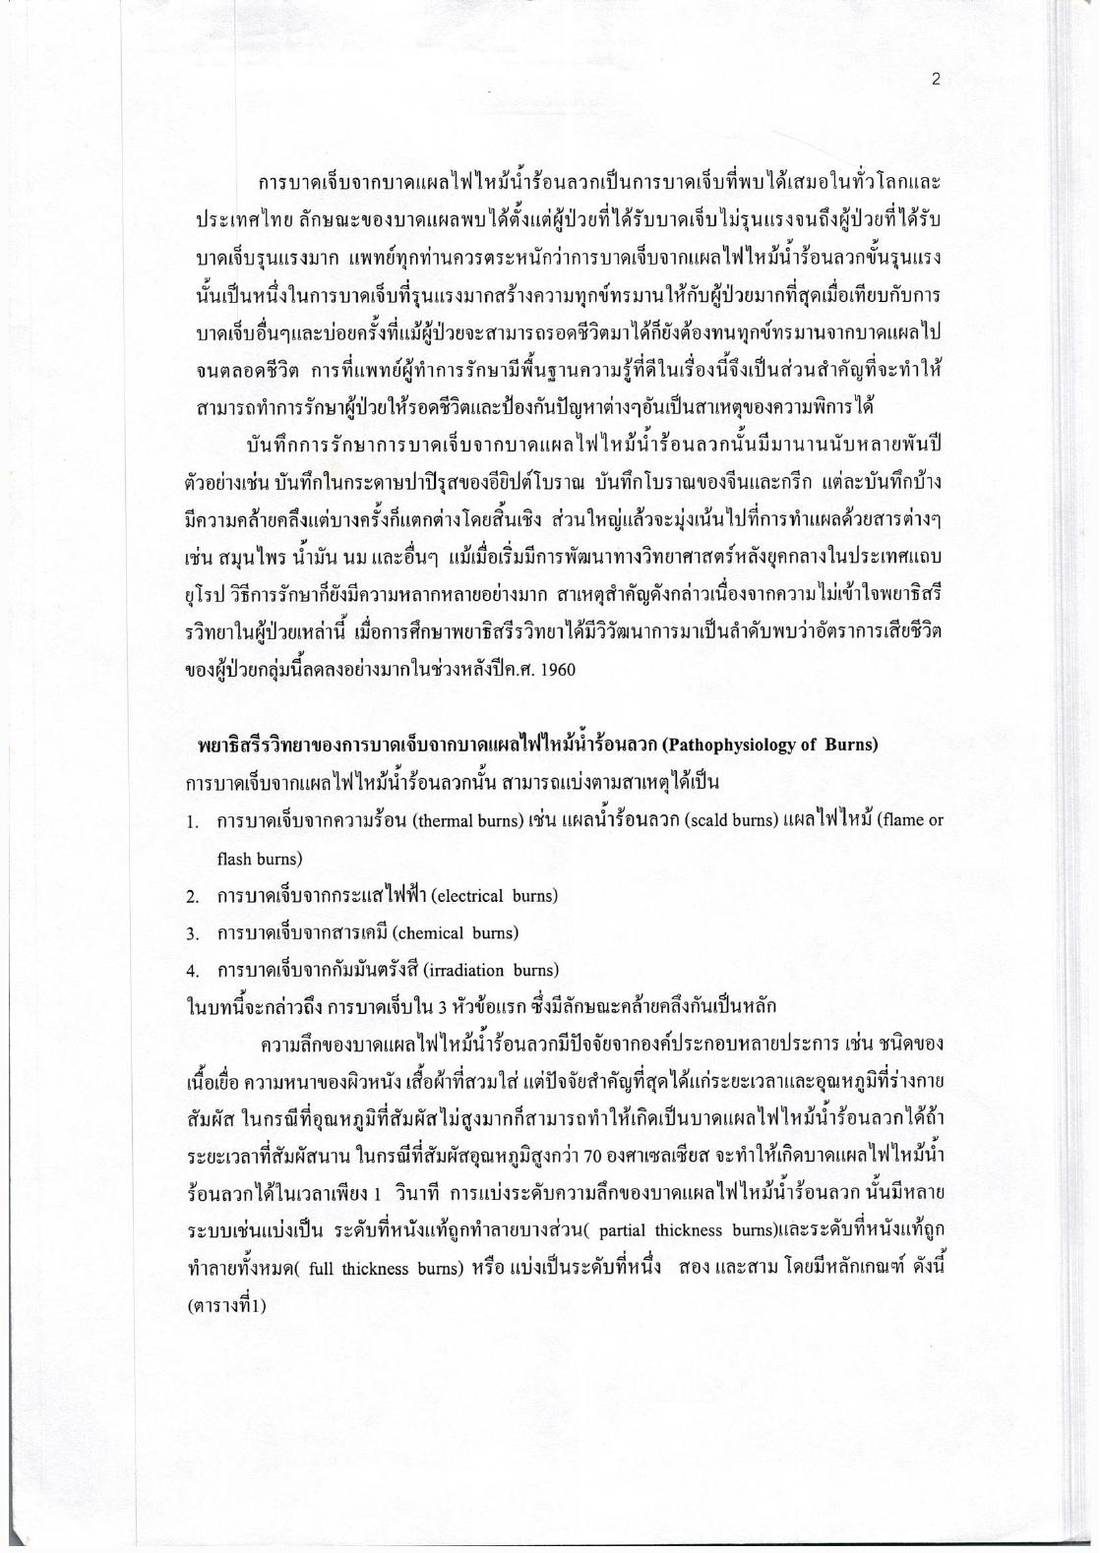 2
การบาดเจ็บจากบาดแผลไฟไหม้น้ำร้อนลวกเป็นการบาดเจ็บที่พบได้เสมอในทั่วโลกและ
ประเทศไทย ลักษณะของบาดแผลพบได้ตั้งแต่ผู้ป่วยที่ได้รับบาดเจ็บไม่รุนแรงจนถึงผู้ป่วยที่ได้รับ
บาดเจ็บรุนแรงมาก แพทย์ทุกท่านควรตระหนักว่าการบาดเจ็บจากแผลไฟไหม้น้ำร้อนลวกขั้นรุนแรง
นั้นเป็นหนึ่งในการบาดเจ็บที่รุนแรงมากสร้างความทุกข์ทรมานให้กับผู้ป่วยมากที่สุดเมื่อเทียบกับการ
บาดเจ็บอื่นๆและบ่อยครั้งที่แม้ผู้ป่วยจะสามารถรอดชีวิตมาได้ก็ยังต้องทนทุกข์ทรมานจากบาดแผลไป
จนตลอดชีวิต การที่แพทย์ผู้ทำการรักษามีพื้นฐานความรู้ที่ดีในเรื่องนี้จึงเป็นส่วนสำคัญที่จะทำให้
สามารถทำการรักษาผู้ป่วยให้รอดชีวิตและป้องกันปัญหาต่างๆอันเป็นสาเหตุของความพิการได้
บันทึกการรักษาการบาดเจ็บจากบาดแผลไฟไหม้น้ำร้อนลวกนั้นมีมานานนับหลายพันปี
ตัวอย่างเช่น บันทึกในกระดาษปาปิรุสของอียิปต์โบราณ บันทึกโบราณของจีนและกรีก แต่ละบันทึกบ้าง
มีความคล้ายคลึงแต่บางครั้งก็แตกต่างโดยสิ้นเชิง ส่วนใหญ่แล้วจะมุ่งเน้นไปที่การทำแผลด้วยสารต่างๆ
เช่น สมุนไพร น้ำมัน นม และอื่นๆ แม้เมื่อเริ่มมีการพัฒนาทางวิทยาศาสตร์หลังยุคกลางในประเทศแถบ
ยุโรป วิธีการรักษาก็ยังมีความหลากหลายอย่างมาก สาเหตุสำคัญดังกล่าวเนื่องจากความไม่เข้าใจพยาธิสรี
รวิทยาในผู้ป่วยเหล่านี้ เมื่อการศึกษาพยาธิสรีรวิทยาได้มีวิวัฒนาการมาเป็นลำดับพบว่าอัตราการเสียชีวิต
ของผู้ป่วยกลุ่มนี้ลดลงอย่างมากในช่วงหลังปีค.ศ. 1960
พยาธิสรีรวิทยาของการบาดเจ็บจากบาดแผลไฟไหม้น้ำร้อนลวก (Pathophysiology of Burns)
การบาดเจ็บจากแผลไฟไหม้น้ำร้อนลวกนั้น สามารถแบ่งตามสาเหตุได้เป็น
1. การบาดเจ็บจากความร้อน (thermal burns) เช่น แผลน้ำร้อนลวก (scald burns) แผลไฟไหม้ (flame or
flash burns)
2. การบาดเจ็บจากกระแสไฟฟ้า (electrical burns)
3. การบาดเจ็บจากสารเคมี (chemical burns)
4. การบาดเจ็บจากกัมมันตรังสี (irradiation burns)
ในบทนี้จะกล่าวถึง การบาดเจ็บใน 3 หัวข้อแรก ซึ่งมีลักษณะคล้ายคลึงกันเป็นหลัก
ความลึกของบาดแผลไฟไหม้น้ำร้อนลวกมีปัจจัยจากองค์ประกอบหลายประการ เช่น ชนิดของ
เนื้อเยื่อ ความหนาของผิวหนัง เสื้อผ้าที่สวมใส่ แต่ปัจจัยสำคัญที่สุดได้แก่ระยะเวลาและอุณหภูมิที่ร่างกาย
สัมผัส ในกรณีที่อุณหภูมิที่สัมผัสไม่สูงมากก็สามารถทำให้เกิดเป็นบาดแผลไฟไหม้น้ำร้อนลวกได้ถ้า
ระยะเวลาที่สัมผัสนาน ในกรณีที่สัมผัสอุณหภูมิสูงกว่า 70 องศาเซลเซียส จะทำให้เกิดบาดแผลไฟไหม้น้ำ
ร้อนลวกได้ในเวลาเพียง 1 วินาที การแบ่งระดับความลึกของบาดแผลไฟไหม้น้ำร้อนลวก นั้นมีหลาย
ระบบเช่นแบ่งเป็น ระดับที่หนังแท้ถูกทำลายบางส่วน( partial thickness burns)และระดับที่หนังแท้ถูก
ทำลายทั้งหมด( full thickness burns) หรือ แบ่งเป็นระดับที่หนึ่ง สอง และสาม โดยมีหลักเกณฑ์ ดังนี้
(ตารางที่1)